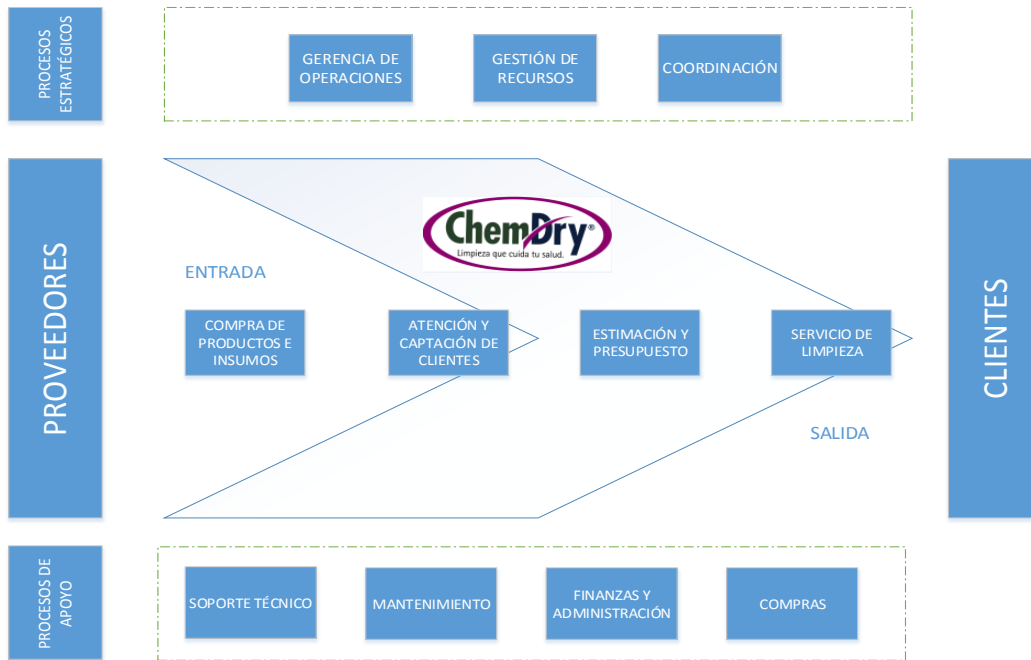 PROCESOS
ESTRATÉGICOS
GERENCIA DE
OPERACIONES
GESTIÓN DE
RECURSOS
COORDINACIÓN
PROVEEDORES
ChemDry®
Limpieza que cuida tu salud.
ENTRADA
COMPRA DE
PRODUCTOS E
INSUMOS
ATENCIÓN Y
CAPTACIÓN DE
CLIENTES
ESTIMACIÓN Y
PRESUPUESTO
SERVICIO DE
LIMPIEZA
SALIDA
CLIENTES
PROCESOS DE
APOYO
SOPORTE TÉCNICO
MANTENIMIENTO
FINANZAS Y
ADMINISTRACIÓN
COMPRAS